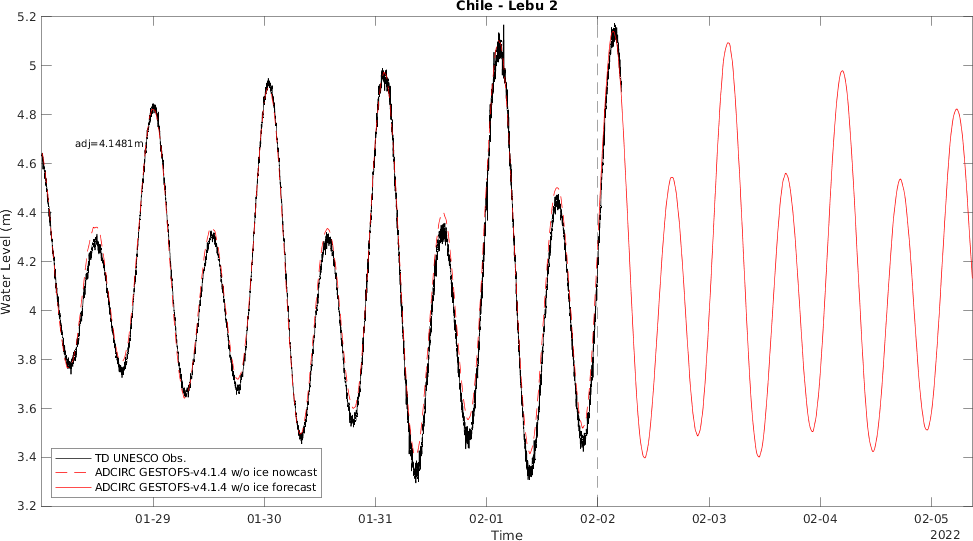 Chile - Lebu 2
5.2
5
4.8
4.6
4.4
4.2
4
3.8
3.6
3.4
3.2
Water Level (m)
adj=4.1481m
TD UNESCO Obs.
ADCIRC GESTOFS-v4.1.4 w/o ice nowcast
ADCIRC GESTOFS-v4.1.4 w/o ice forecast
01-29 01-30 01-31 02-01 02-02 02-03 02-04 02-05
Time
2022